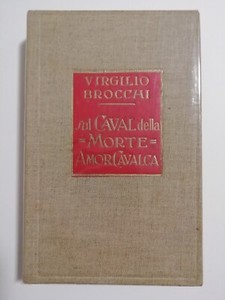 VIRGILIO
BROCCHI
sul CAVAL della
= MORTE =
AMOR CAVALCA